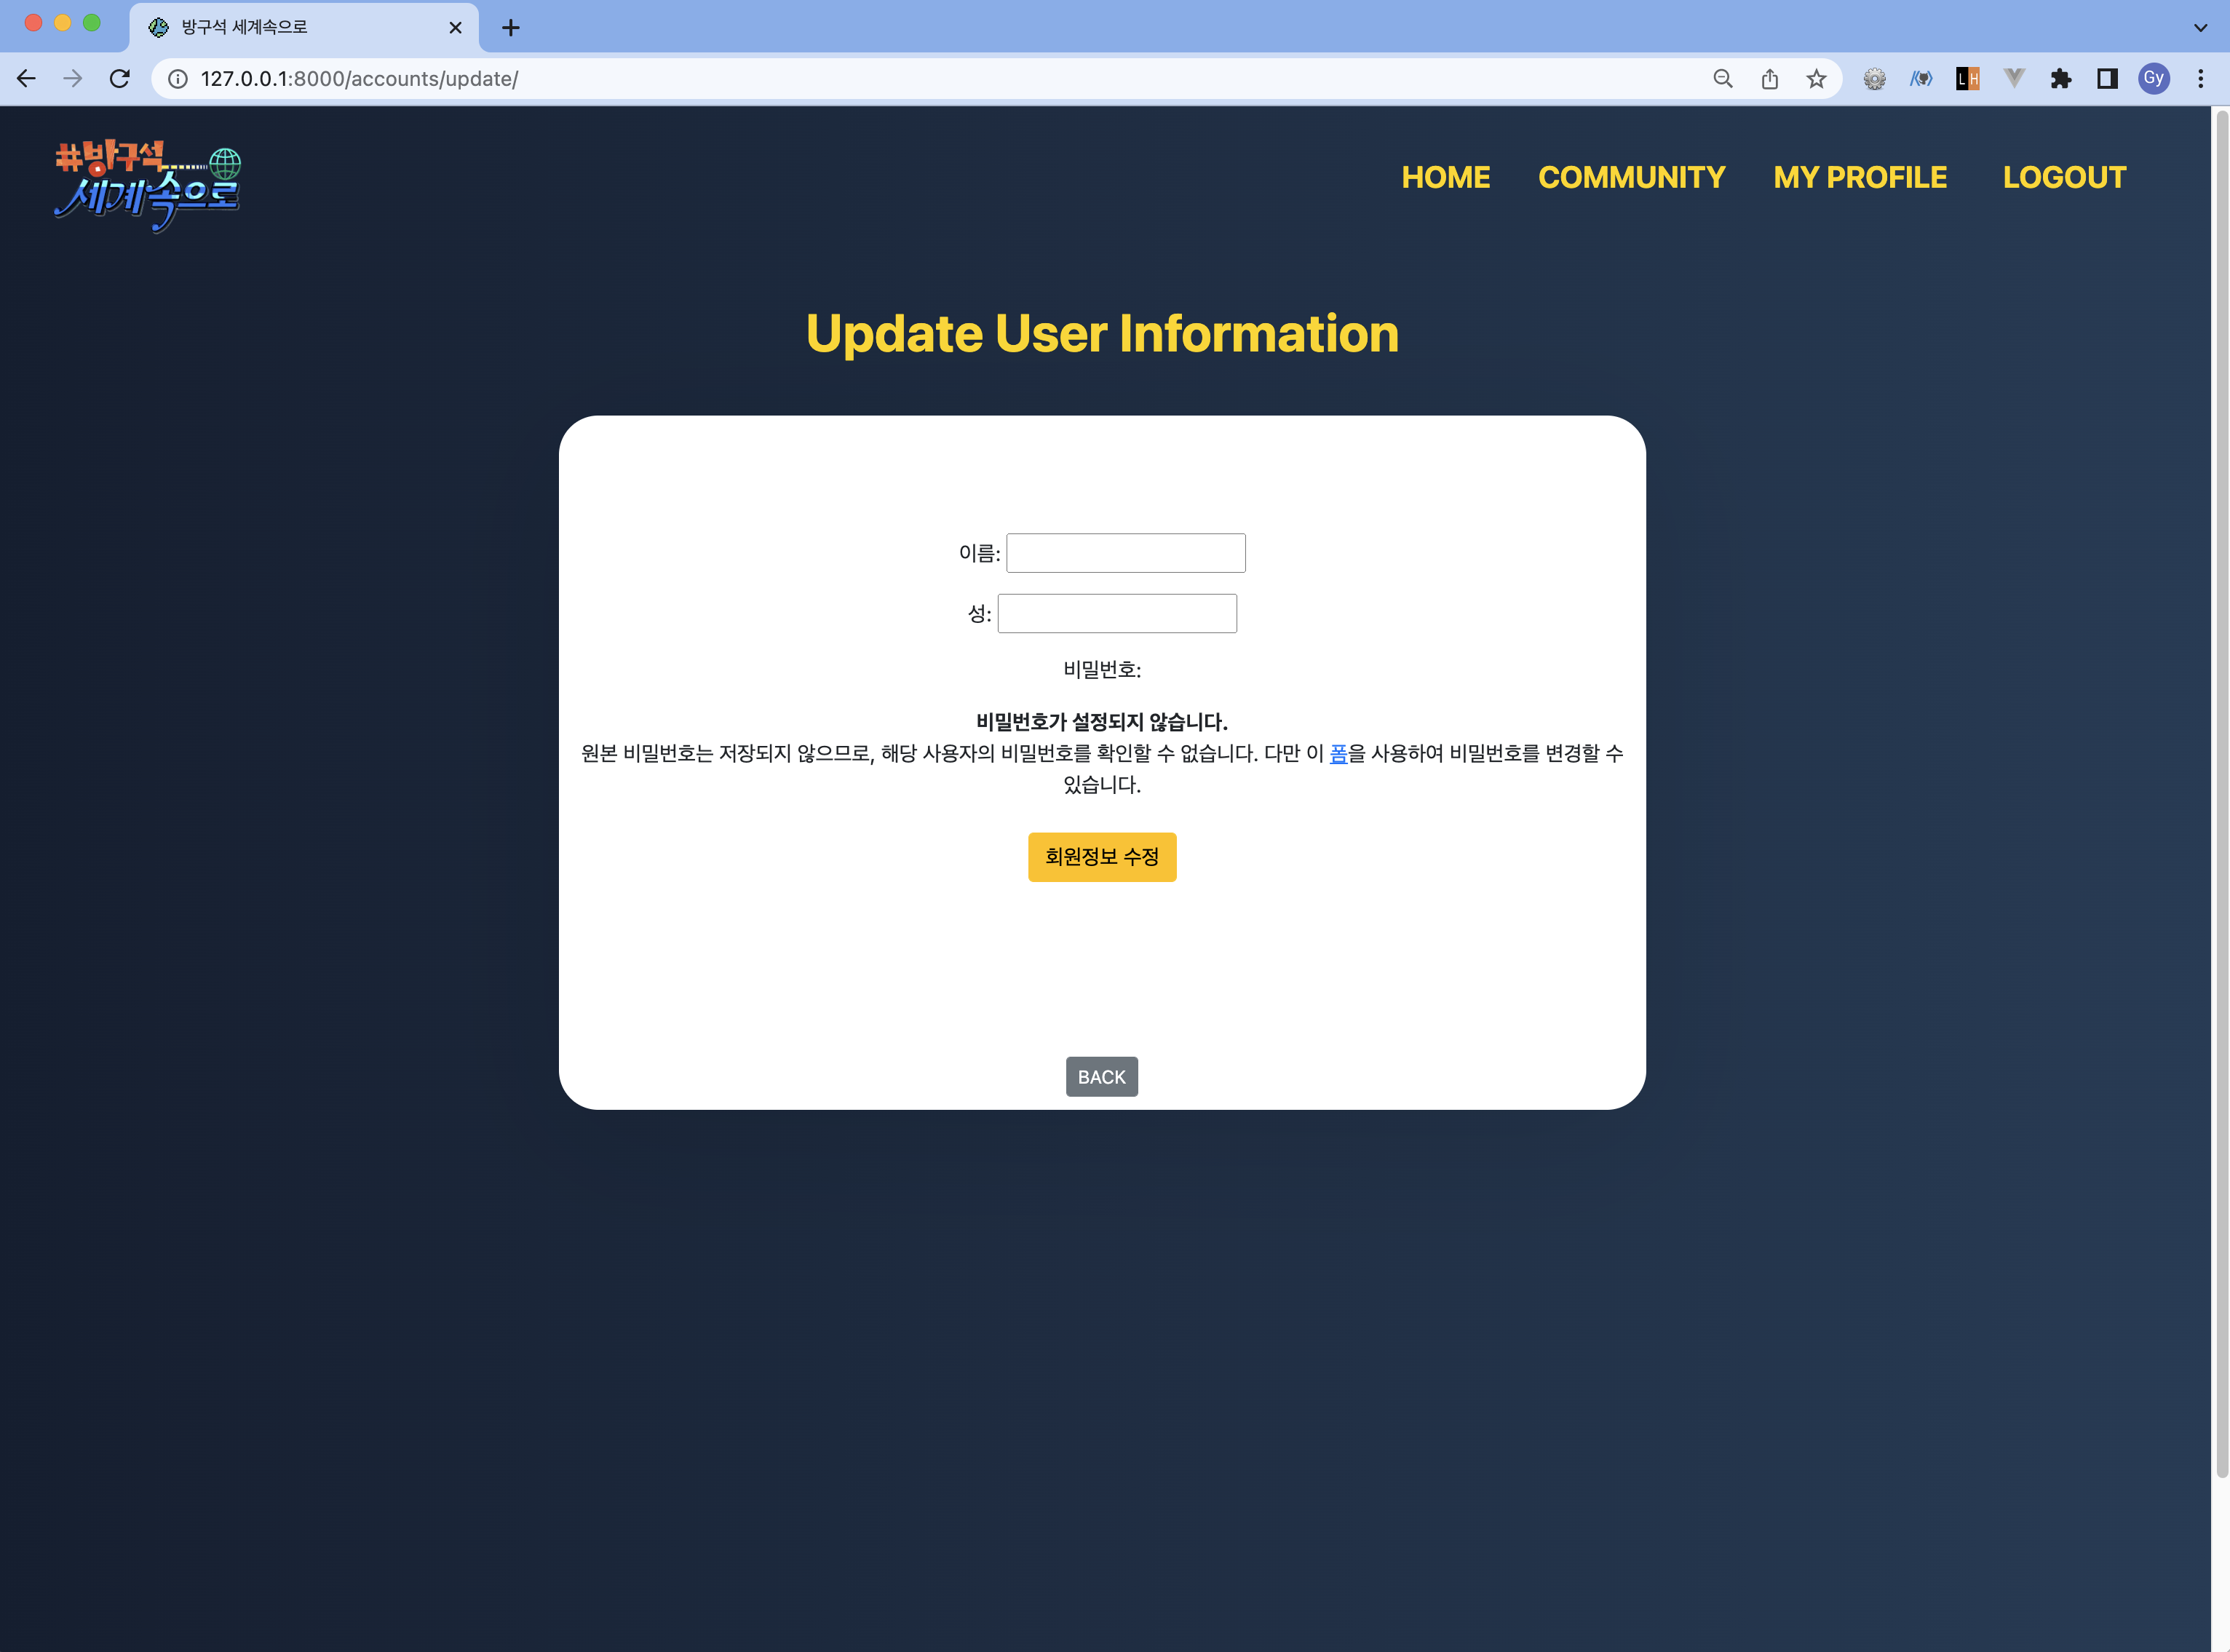 방구석 세계속으로
127.0.0.1:8000/accounts/update/
LH
Gy
#방구석
세계속으로
HOME COMMUNITY MY PROFILE LOGOUT
Update User Information
이름:
성:
비밀번호:
비밀번호가 설정되지 않습니다.
원본 비밀번호는 저장되지 않으므로, 해당 사용자의 비밀번호를 확인할 수 없습니다. 다만 이 폼을 사용하여 비밀번호를 변경할 수
있습니다.
회원정보 수정
BACK